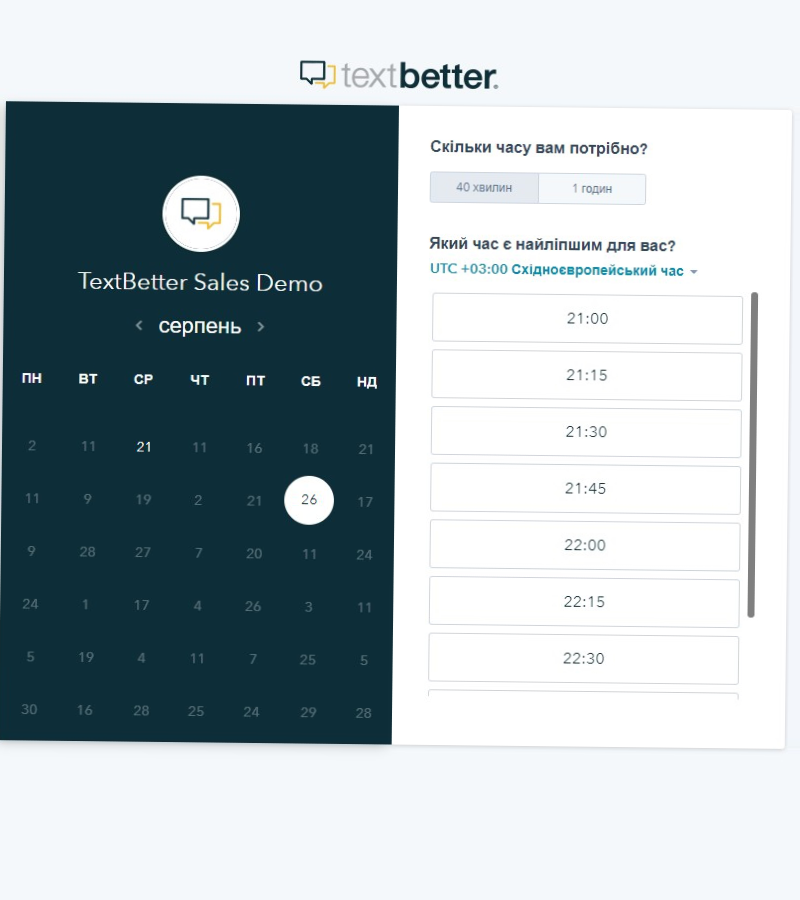 textbetter.
TextBetter Sales Demo
серпень
ПН ВТ СР ЧТ ПТ СБ НД
2 11 21 11 16 18 21
11 9 19 2 21 26 17
9 28 27 7 20 11 24
24 1 17 4 26 3 11
5 19 4 11 7 25 5
30 16 28 25 24 29 28
Скільки часу вам потрібно?
40 хвилин 1 годин
Який час є найліпшим для вас?
UTC +03:00 Східноєвропейський час
21:00
21:15
21:30
21:45
22:00
22:15
22:30